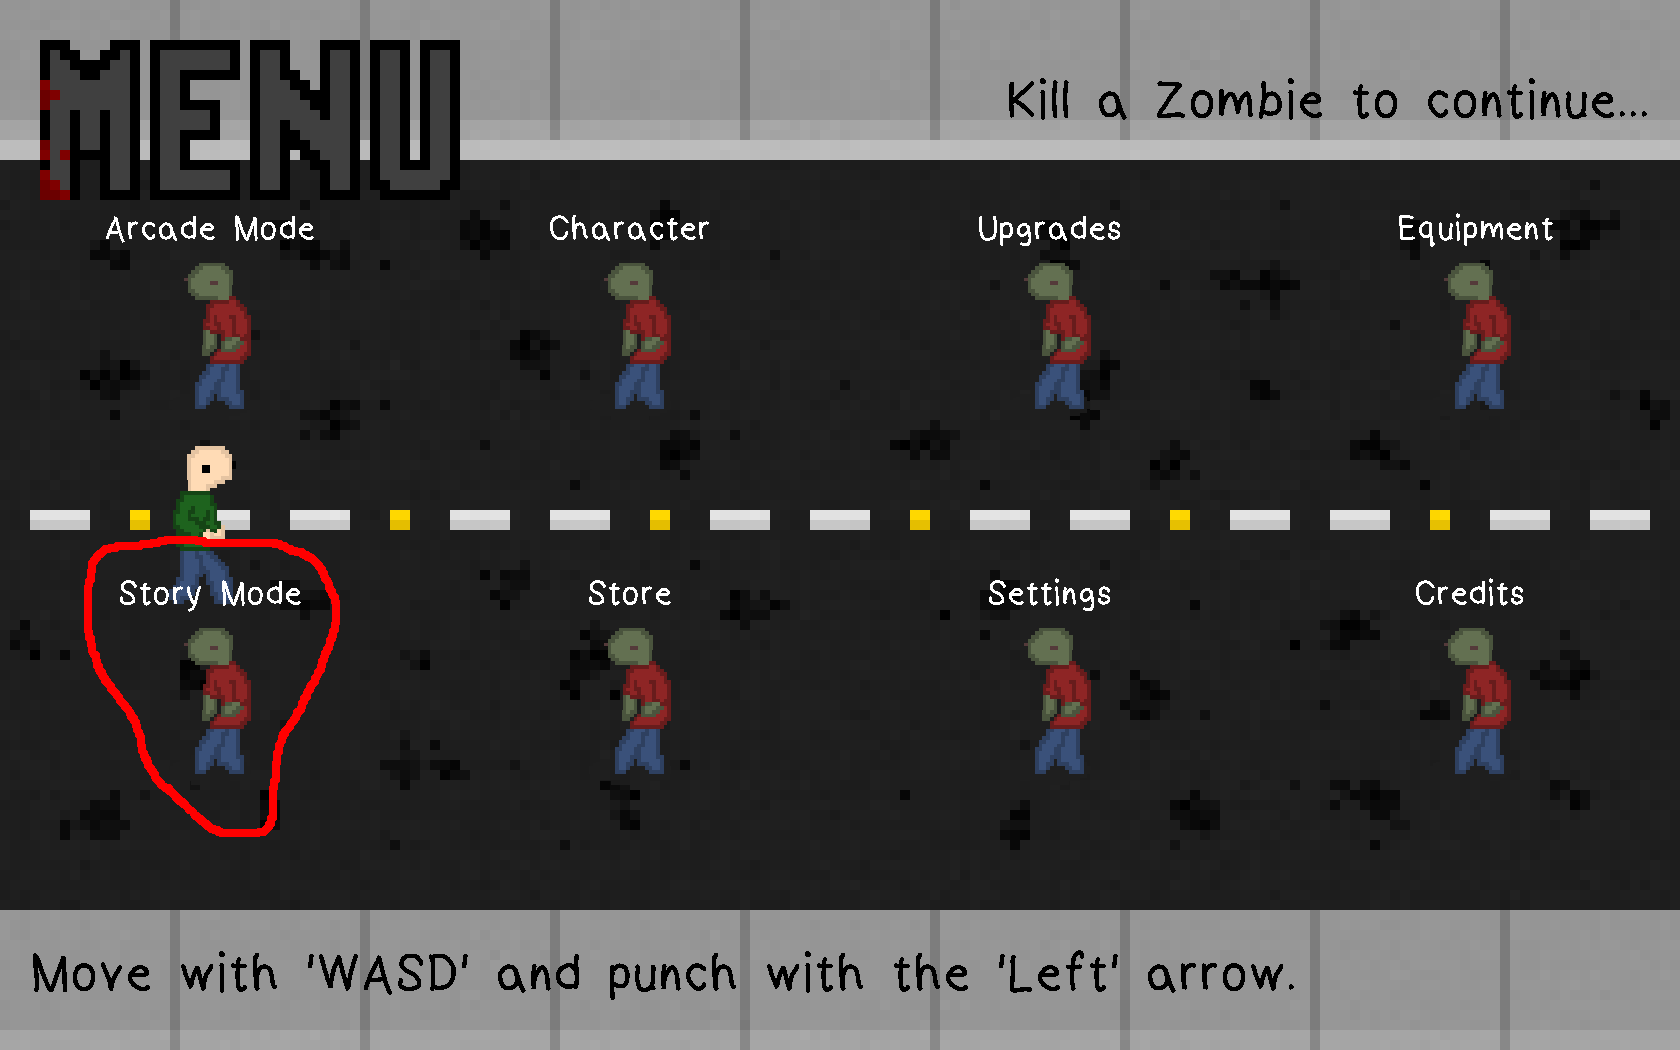 MENU
Kill a Zombie to continue...
Arcade Mode
Character
Upgrades
Equipment
Story Mode
Store
Settings
Credits
Move with 'WASD' and punch with the 'Left' arrow.